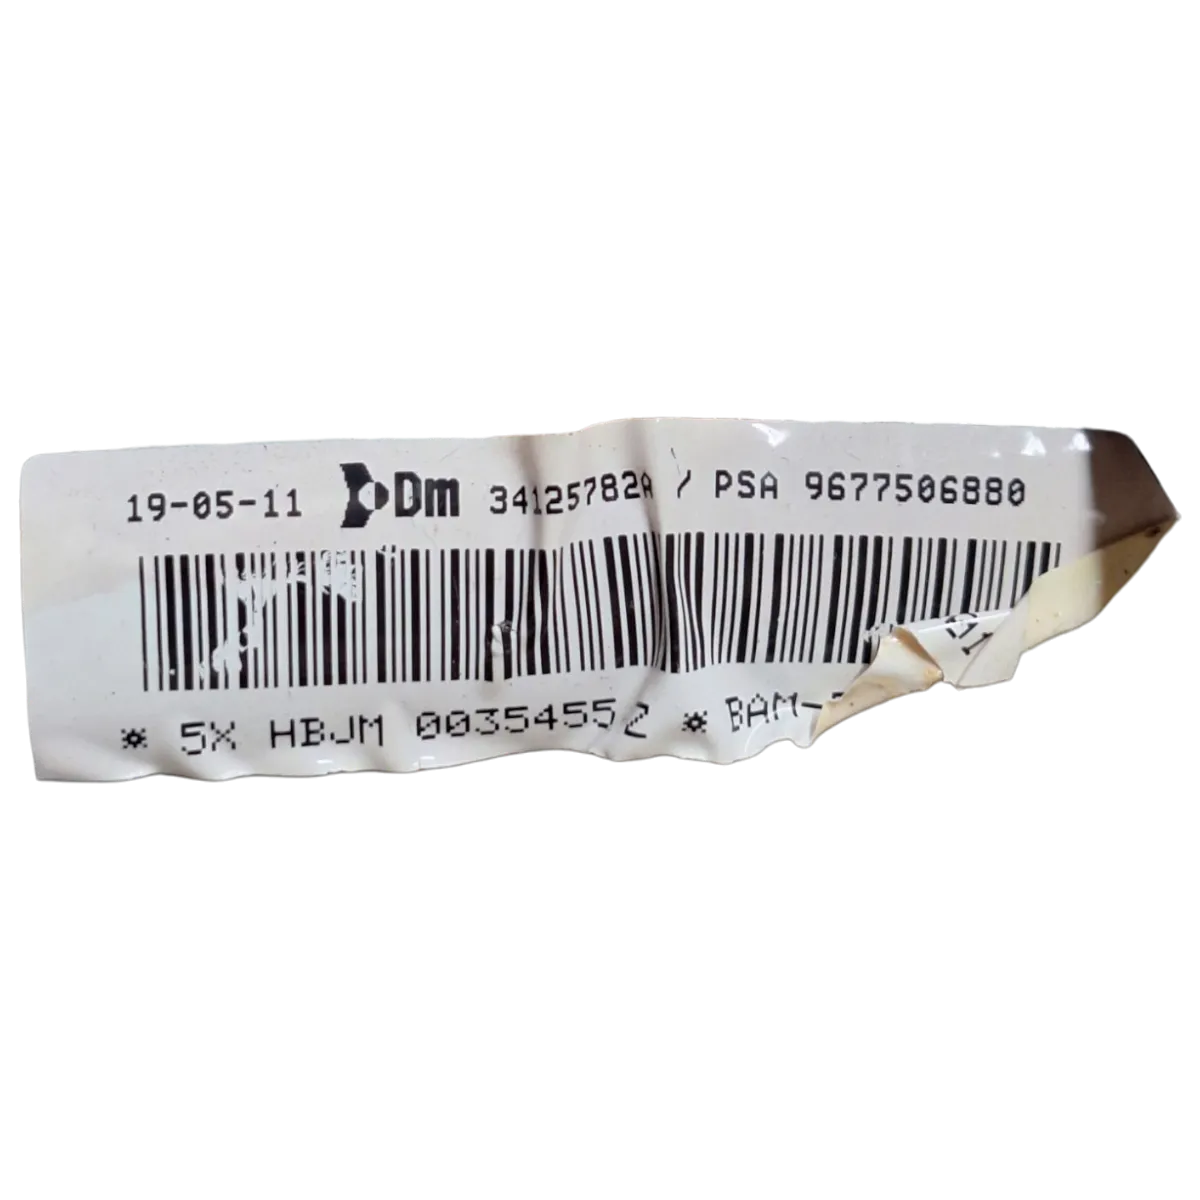 19-05-11 Dm 34125782A / PSA 9677506880
* 5X HBJM 00354552 * BAM-